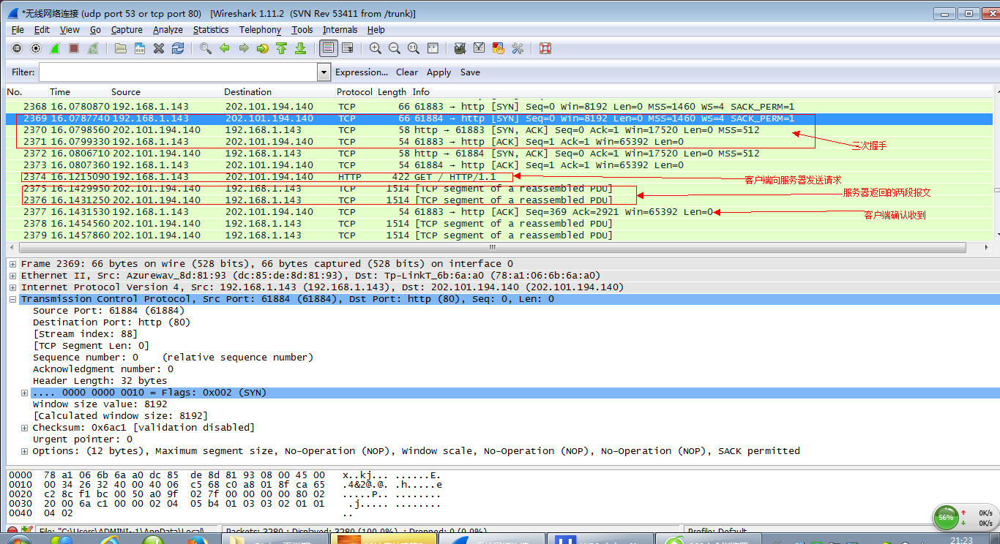 *无线网络连接 (udp port 53 or tcp port 80) [Wireshark 1.11.2 (SVN Rev 53411 from /trunk)]
File Edit View Go Capture Analyze Statistics Telephony Tools Internals Help
Filter: Expression... Clear Apply Save
No. Time Source Destination Protocol Length Info
2368 16.0780870 192.168.1.143 202.101.194.140 TCP 66 61883 → http [SYN] Seq=0 Win=8192 Len=0 MSS=1460 WS=4 SACK_PERM=1
2369 16.0787740 192.168.1.143 202.101.194.140 TCP 66 61884 → http [SYN] Seq=0 Win=8192 Len=0 MSS=1460 WS=4 SACK_PERM=1
2370 16.0798560 202.101.194.140 192.168.1.143 TCP 58 http → 61883 [SYN, ACK] Seq=0 Ack=1 Win=17520 Len=0 MSS=512
2371 16.0799330 192.168.1.143 202.101.194.140 TCP 54 61883 → http [ACK] Seq=1 Ack=1 Win=65392 Len=0
三次握手
2372 16.0806710 202.101.194.140 192.168.1.143 TCP 58 http → 61884 [SYN, ACK] Seq=0 Ack=1 Win=17520 Len=0 MSS=512
2373 16.0807360 192.168.1.143 202.101.194.140 TCP 54 61884 → http [ACK] Seq=1 Ack=1 Win=65392 Len=0
2374 16.1215090 192.168.1.143 202.101.194.140 HTTP 422 GET / HTTP/1.1
客户端向服务器发送请求
2375 16.1429950 202.101.194.140 192.168.1.143 TCP 1514 [TCP segment of a reassembled PDU]
服务器返回的两段报文
2376 16.1431250 202.101.194.140 192.168.1.143 TCP 1514 [TCP segment of a reassembled PDU]
2377 16.1431530 192.168.1.143 202.101.194.140 TCP 54 61883 → http [ACK] Seq=369 Ack=2921 Win=65392 Len=0
客户端确认收到
2378 16.1454560 202.101.194.140 192.168.1.143 TCP 1514 [TCP segment of a reassembled PDU]
2379 16.1457860 202.101.194.140 192.168.1.143 TCP 1514 [TCP segment of a reassembled PDU]
Frame 2369: 66 bytes on wire (528 bits), 66 bytes captured (528 bits) on interface 0
Ethernet II, Src: Azurewav_8d:81:93 (dc:85:de:8d:81:93), Dst: Tp-LinkT_6b:6a:a0 (78:a1:06:6b:6a:a0)
Internet Protocol Version 4, Src: 192.168.1.143 (192.168.1.143), Dst: 202.101.194.140 (202.101.194.140)
Transmission Control Protocol, Src Port: 61884 (61884), Dst Port: http (80), Seq: 0, Len: 0
Source Port: 61884 (61884)
Destination Port: http (80)
[Stream index: 88]
[TCP Segment Len: 0]
Sequence number: 0 (relative sequence number)
Acknowledgment number: 0
Header Length: 32 bytes
.... 0000 0000 0010 = Flags: 0x002 (SYN)
Window size value: 8192
[Calculated window size: 8192]
Checksum: 0x6ac1 [validation disabled]
Urgent pointer: 0
Options: (12 bytes), Maximum segment size, No-Operation (NOP), Window scale, No-Operation (NOP), No-Operation (NOP), SACK permitted
0000 78 a1 06 6b 6a a0 dc 85 de 8d 81 93 08 00 45 00 x..kj... ......E.
0010 00 34 26 32 40 00 40 06 c5 68 c0 a8 01 8f ca 65 .4&2@.@. .h.....e
0020 c2 8c f1 bc 00 50 a0 9f 02 7f 00 00 00 00 80 02 .....P.. ........
0030 20 00 6a c1 00 00 02 04 05 b4 01 03 03 02 01 01 .j..... ........
0040 04 02 ..
File: "C:\Users\ADMINI~1\AppData\Local\ Packets: 3280 · Displayed: 3280 (100.0%) · Dropped: 0 (0.0%) Profile: Default
56% 0K/s
0K/s
21:23